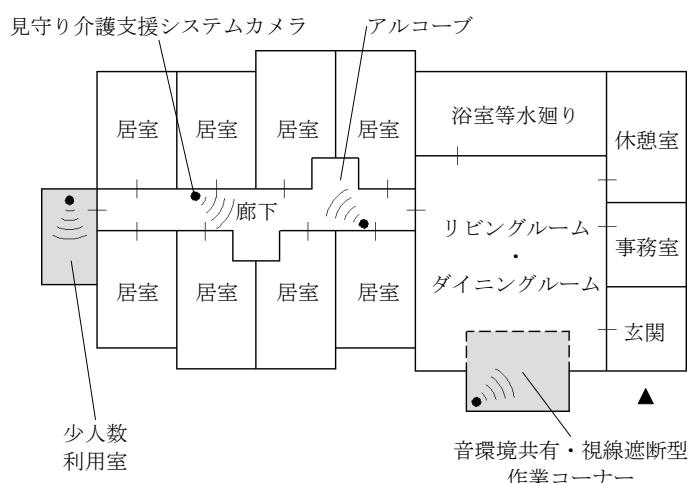 見守り介護支援システムカメラ
アルコーブ
居室
居室
居室
居室
浴室等水廻り
休憩室
廊下
リビングルーム
・
ダイニングルーム
事務室
居室
居室
居室
居室
玄関
少人数
利用室
音環境共有・視線遮断型
作業コーナー